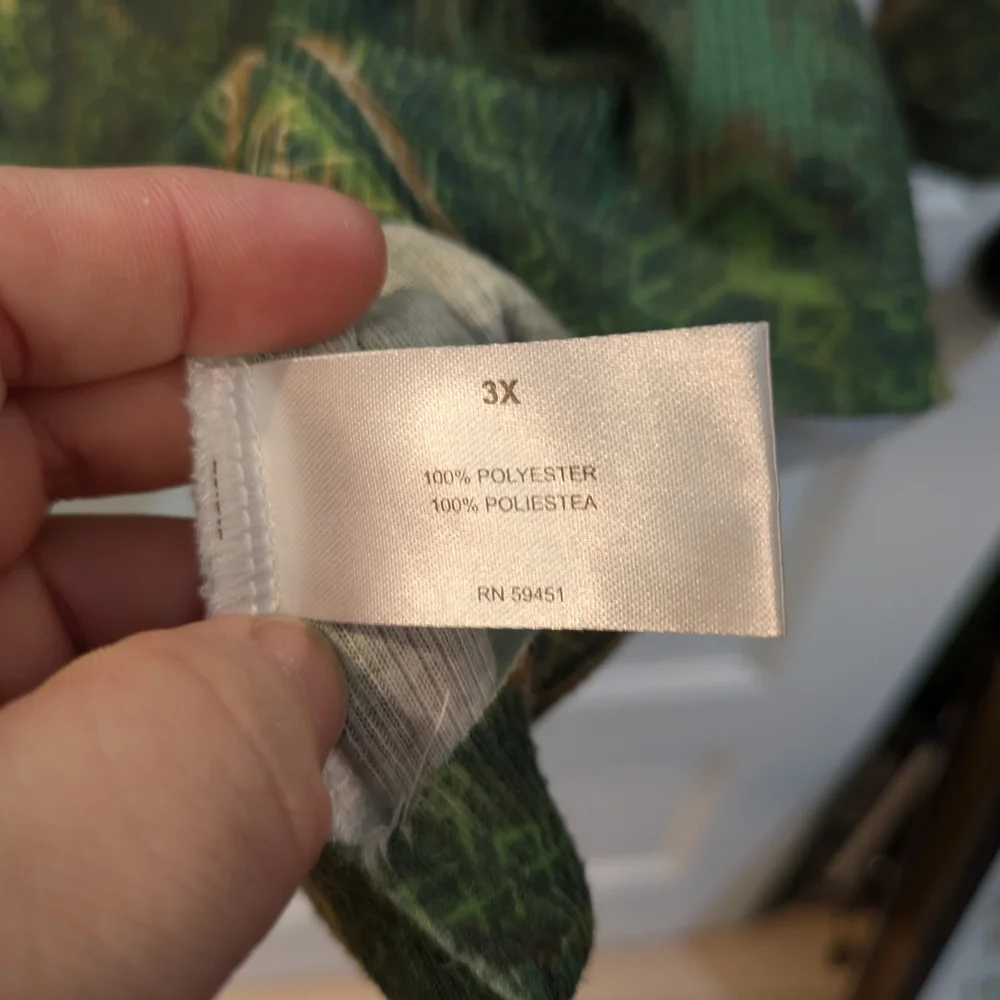 3X
100% POLYESTER
100% POLIESTEA
RN 59451